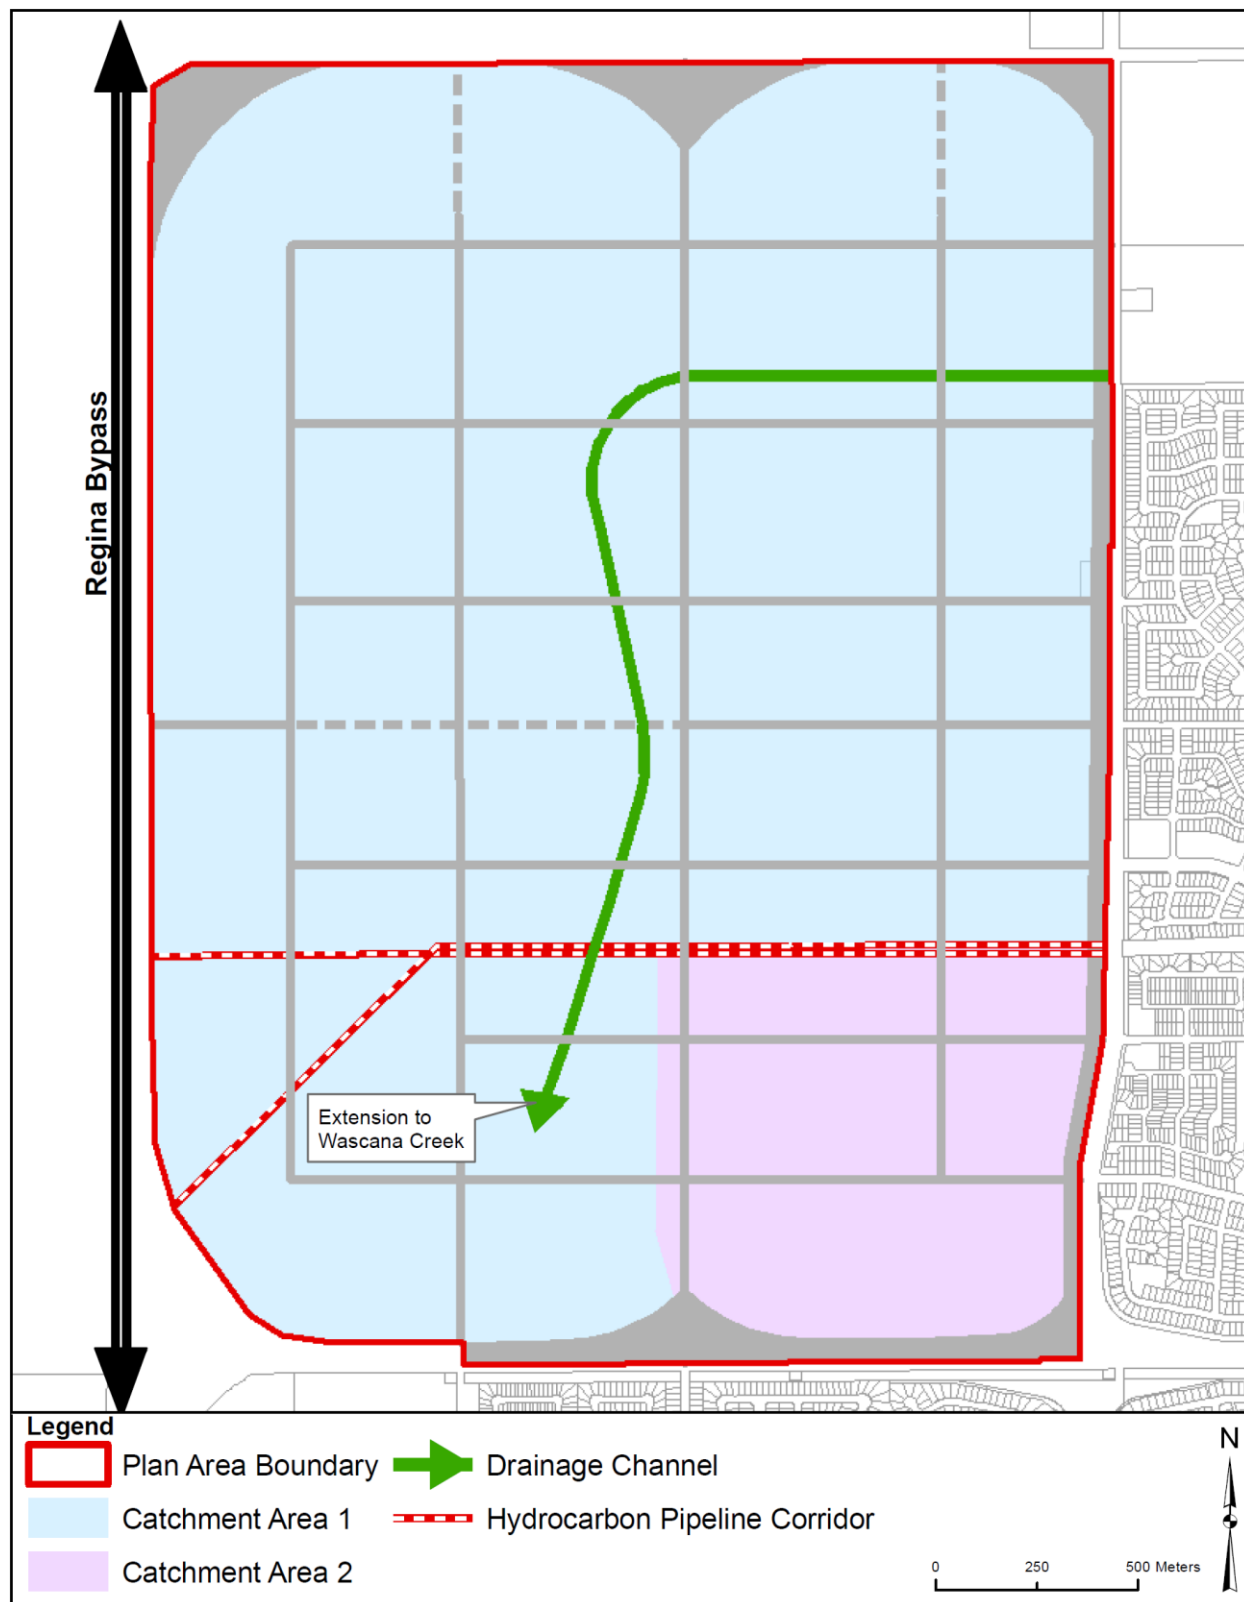 Regina Bypass
Extension to
Wascana Creek
Legend
Plan Area Boundary
Drainage Channel
Catchment Area 1
Hydrocarbon Pipeline Corridor
Catchment Area 2
N
0 250 500 Meters